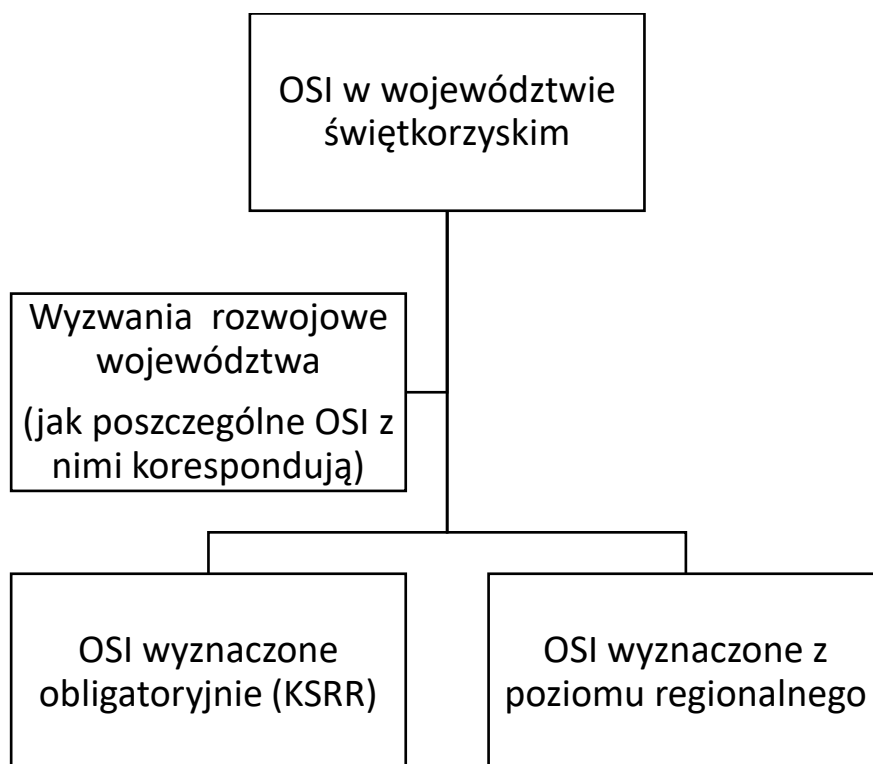 OSI w województwie
świętkorzyskim
Wyzwania rozwojowe
województwa
(jak poszczególne OSI z
nimi korespondują)
OSI wyznaczone
obligatoryjnie (KSRR)
OSI wyznaczone z
poziomu regionalnego